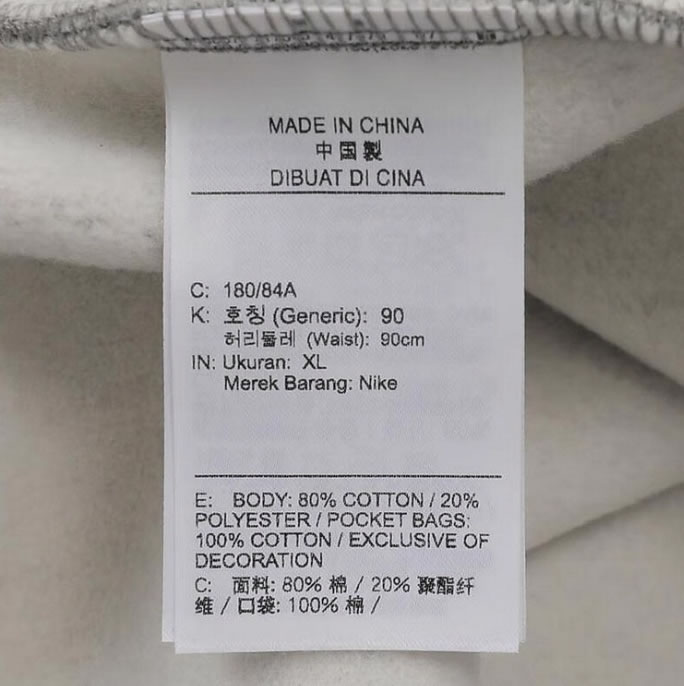 MADE IN CHINA
中国製
DIBUAT DI CINA
C: 180/84A
K: 호칭 (Generic): 90
허리둘레 (Waist): 90cm
IN: Ukuran: XL
Merek Barang: Nike
E: BODY: 80% COTTON / 20%
POLYESTER / POCKET BAGS:
100% COTTON / EXCLUSIVE OF
DECORATION
C: 面料: 80% 棉 / 20% 聚酯纤
维 / 口袋: 100% 棉 /